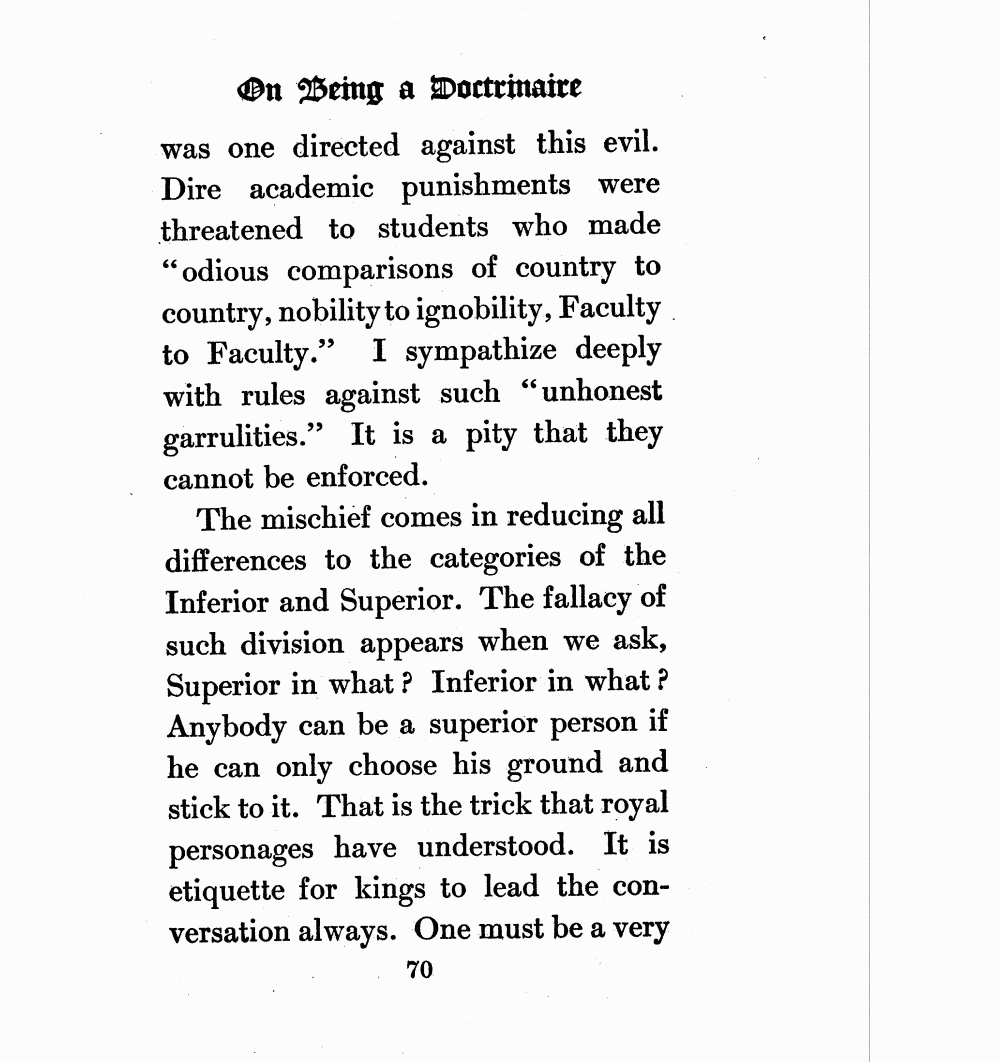 On Being a Doctrinaire
was one directed against this evil.
Dire academic punishments were
threatened to students who made
“odious comparisons of country to
country, nobility to ignobility, Faculty
to Faculty.” I sympathize deeply
with rules against such “unhonest
garrulities.” It is a pity that they
cannot be enforced.
The mischief comes in reducing all
differences to the categories of the
Inferior and Superior. The fallacy of
such division appears when we ask,
Superior in what? Inferior in what?
Anybody can be a superior person if
he can only choose his ground and
stick to it. That is the trick that royal
personages have understood. It is
etiquette for kings to lead the con-
versation always. One must be a very
70